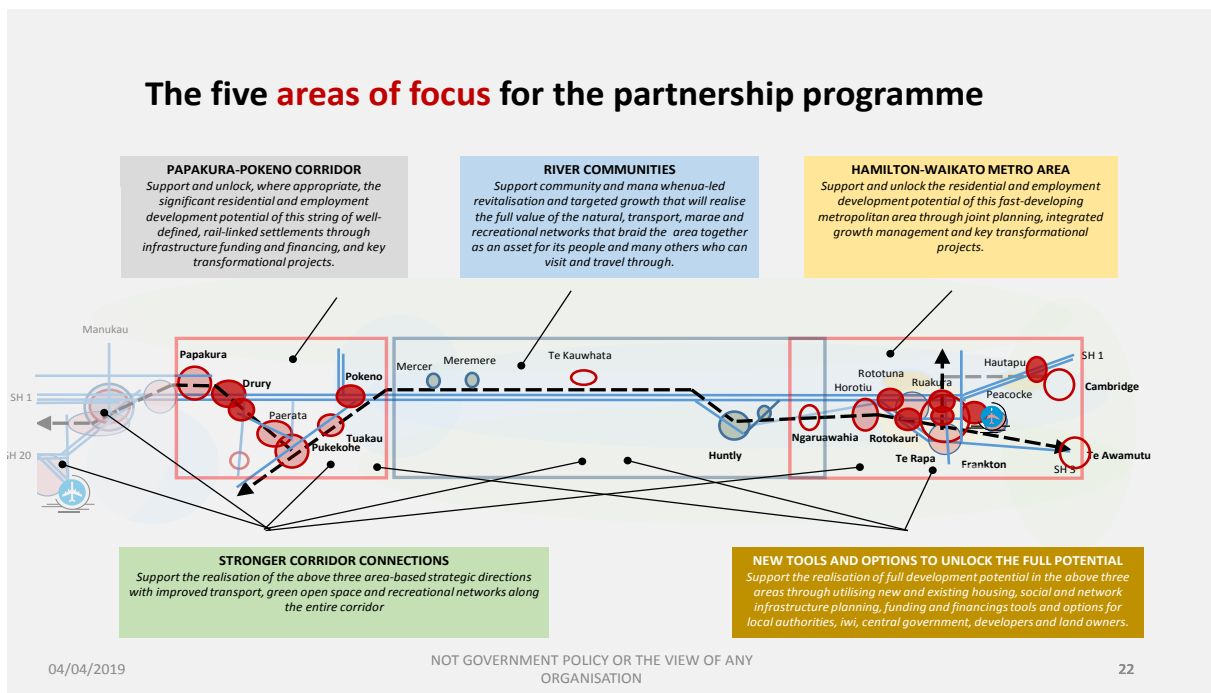 The five areas of focus for the partnership programme
PAPAKURA-POKENO CORRIDOR
Support and unlock, where appropriate, the
significant residential and employment
development potential of this string of well-
defined, rail-linked settlements through
infrastructure funding and financing, and key
transformational projects.
RIVER COMMUNITIES
Support community and mana whenua-led
revitalisation and targeted growth that will realise
the full value of the natural, transport, marae and
recreational networks that braid the area together
as an asset for its people and many others who can
visit and travel through.
HAMILTON-WAIKATO METRO AREA
Support and unlock the residential and employment
development potential of this fast-developing
metropolitan area through joint planning, integrated
growth management and key transformational
projects.
Manukau
Papakura
Drury
Pokeno
Paerata
Tuakau
Pukekohe
SH 1
SH 20
Mercer
Meremere
Te Kauwhata
Huntly
Ngaruawahia
Horotiu
Rototuna
Ruakura
Rotokauri
Te Rapa
Frankton
Hautapu
Peacocke
SH 1
Cambridge
Te Awamutu
SH 3
STRONGER CORRIDOR CONNECTIONS
Support the realisation of the above three area-based strategic directions
with improved transport, green open space and recreational networks along
the entire corridor
NEW TOOLS AND OPTIONS TO UNLOCK THE FULL POTENTIAL
Support the realisation of full development potential in the above three
areas through utilising new and existing housing, social and network
infrastructure planning, funding and financings tools and options for
local authorities, iwi, central government, developers and land owners.
04/04/2019
NOT GOVERNMENT POLICY OR THE VIEW OF ANY
ORGANISATION
22